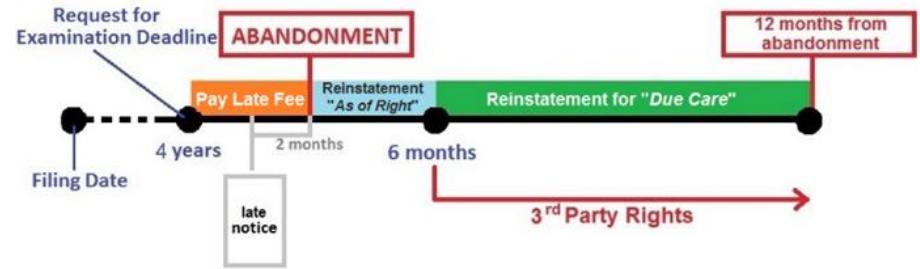 Request for
Examination Deadline
ABANDONMENT
12 months from
abandonment
Pay Late Fee
Reinstatement
"As of Right"
Reinstatement for "Due Care"
4 years
2 months
6 months
Filing Date
late
notice
3rd Party Rights